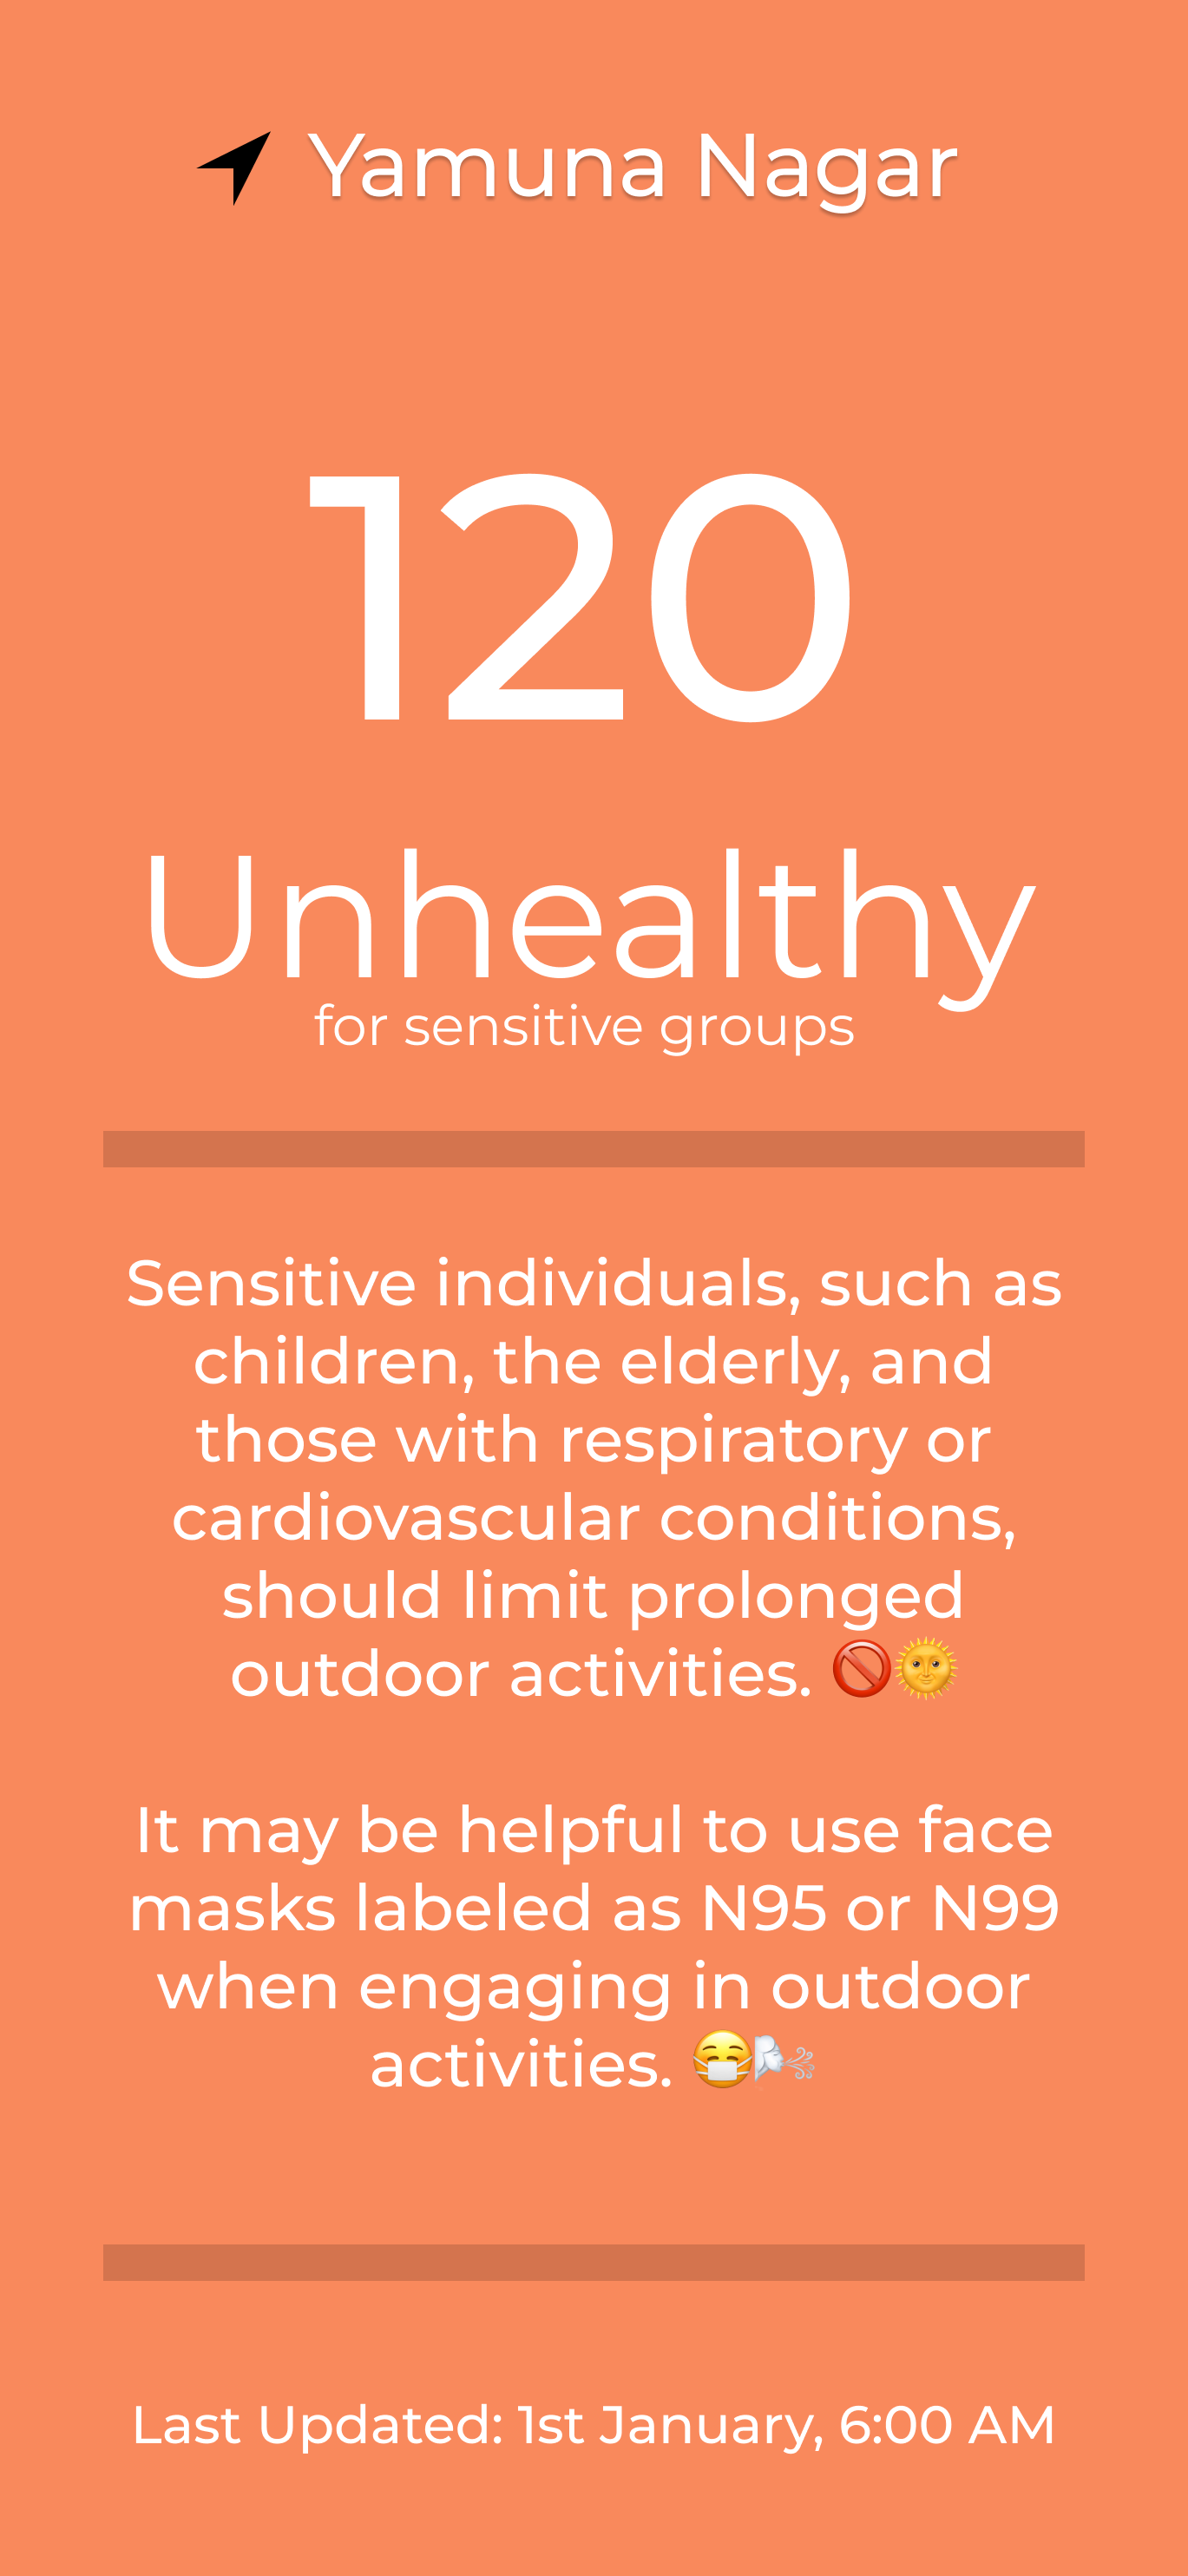 Yamuna Nagar
120
Unhealthy
for sensitive groups
Sensitive individuals, such as
children, the elderly, and
those with respiratory or
cardiovascular conditions,
should limit prolonged
outdoor activities. 🚫🌞
It may be helpful to use face
masks labeled as N95 or N99
when engaging in outdoor
activities. 😷🌬️
Last Updated: 1st January, 6:00 AM